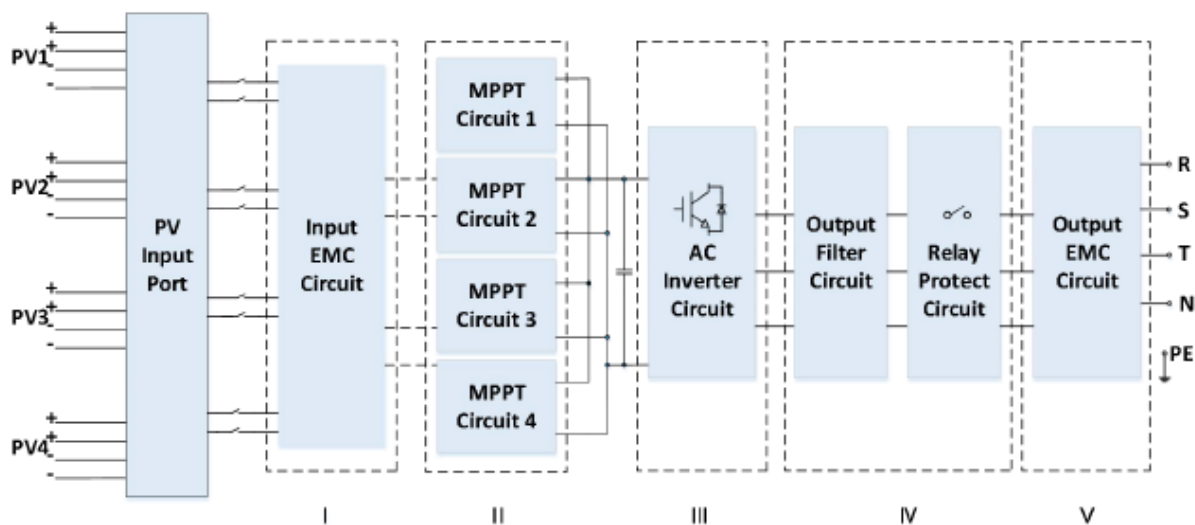 PV1
+
+
-
-
PV2
+
+
-
-
PV3
+
+
-
-
PV4
+
+
-
-
PV
Input
Port
Input
EMC
Circuit
MPPT
Circuit 1
MPPT
Circuit 2
MPPT
Circuit 3
MPPT
Circuit 4
AC
Inverter
Circuit
Output
Filter
Circuit
Relay
Protect
Circuit
Output
EMC
Circuit
R
S
T
N
PE
I
II
III
IV
V